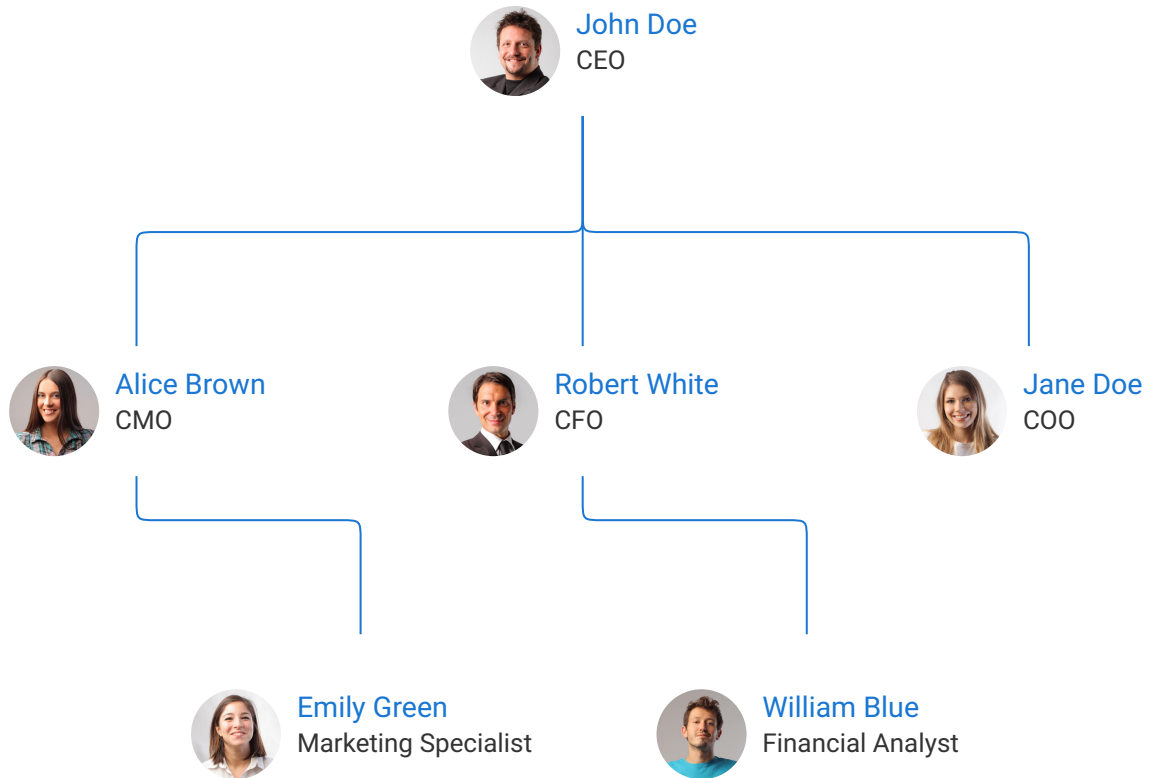 John Doe
CEO
Alice Brown
CMO
Robert White
CFO
Jane Doe
COO
Emily Green
Marketing Specialist
William Blue
Financial Analyst